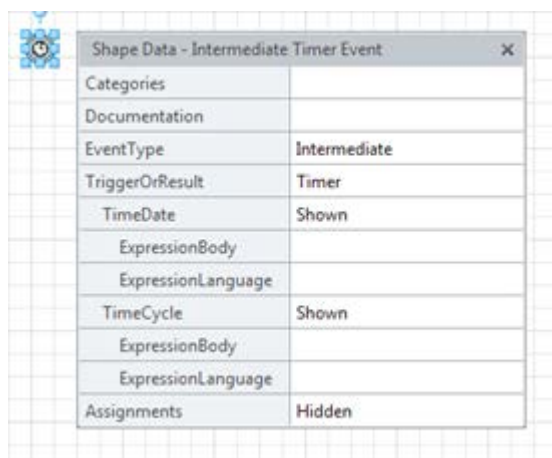 Shape Data - Intermediate Timer Event ×
Categories
Documentation
EventType Intermediate
TriggerOrResult Timer
TimeDate Shown
ExpressionBody
ExpressionLanguage
TimeCycle Shown
ExpressionBody
ExpressionLanguage
Assignments Hidden